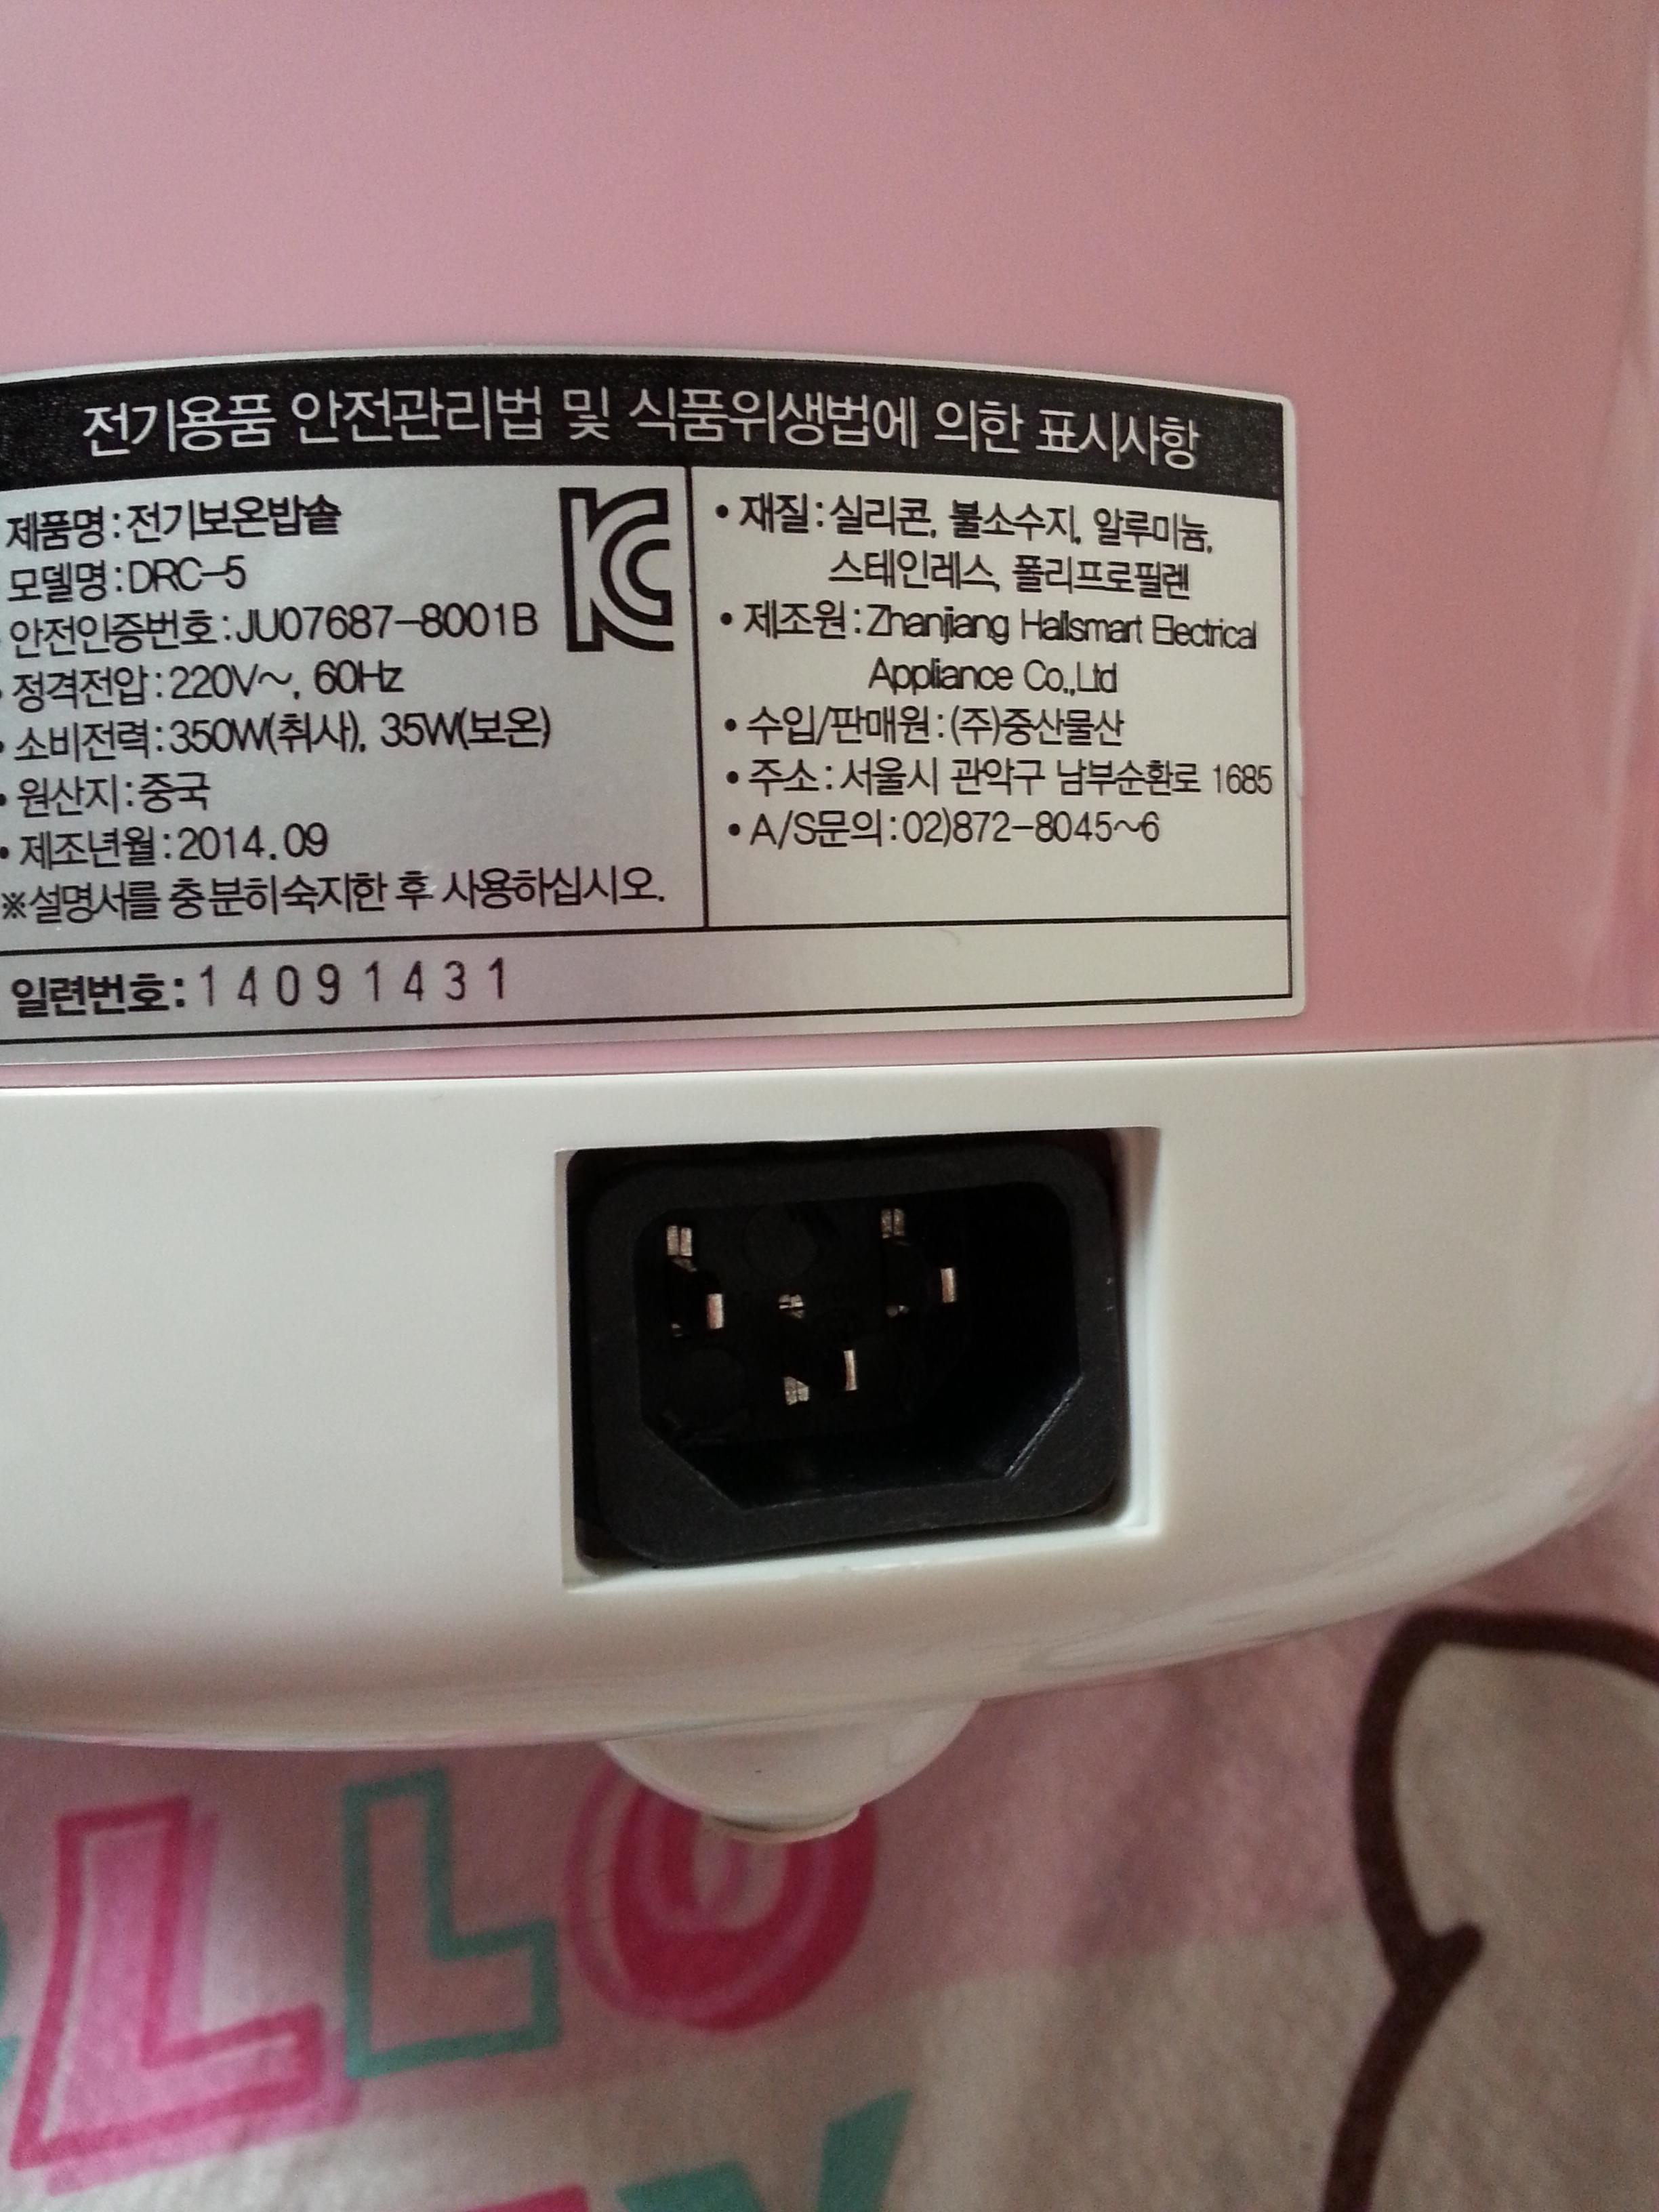 전기용품 안전관리법 및 식품위생법에 의한 표시사항
제품명:전기보온밥솥
모델명:DRC-5
• 안전인증번호:JU07687-8001B
• 정격전압:220V~, 60Hz
• 소비전력:350W(취사), 35W(보온)
• 원산지:중국
• 제조년월:2014.09
※설명서를 충분히숙지한 후 사용하십시오.
• 재질:실리콘, 불소수지, 알루미늄,
스테인레스, 폴리프로필렌
• 제조원:Zhanjiang Hallsmart Electrical
Appliance Co.,Ltd
• 수입/판매원:(주)중산물산
• 주소:서울시 관악구 남부순환로 1685
• A/S문의:02)872-8045~6
일련번호:14091431
LLO